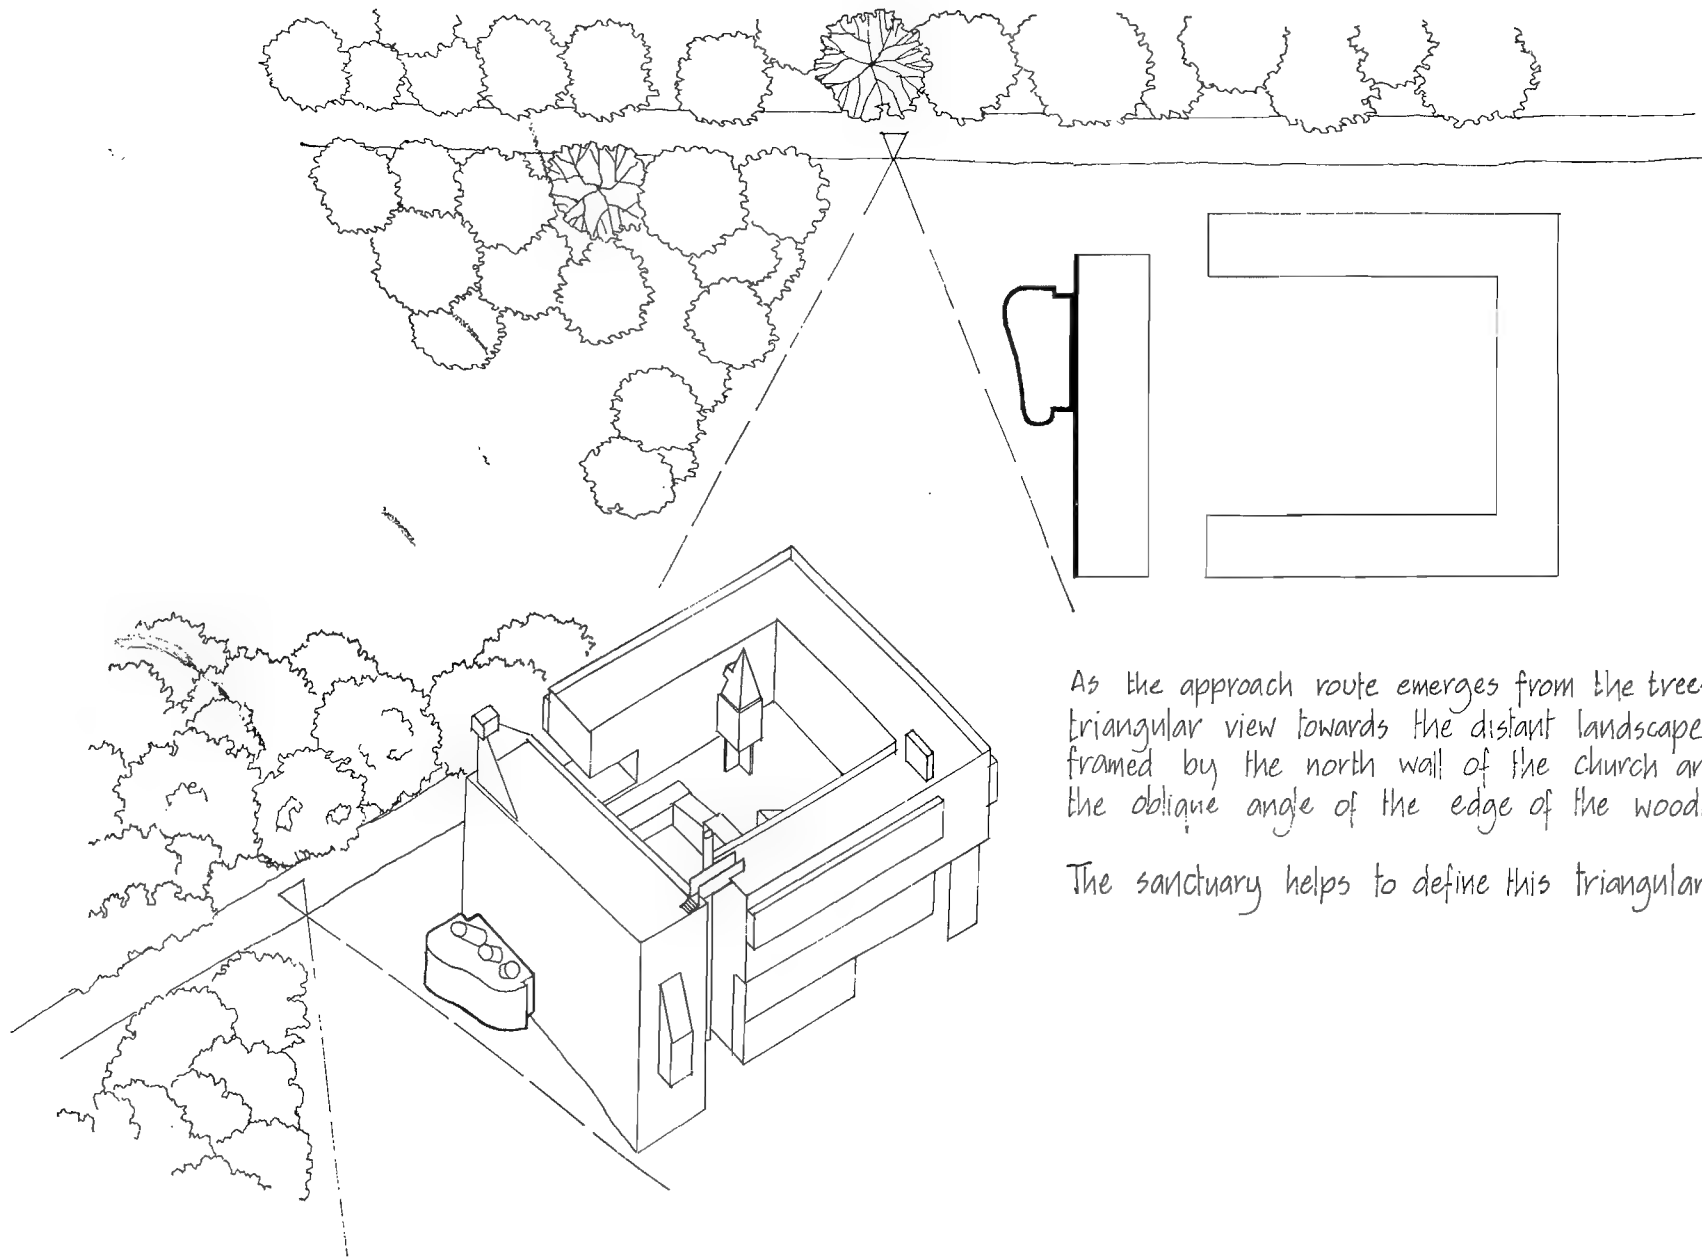 As the approach route emerges from the tree
triangular view towards the distant landscape
framed by the north wall of the church
the oblique angle of the edge of the wood
The sanctuary helps to define this triangular